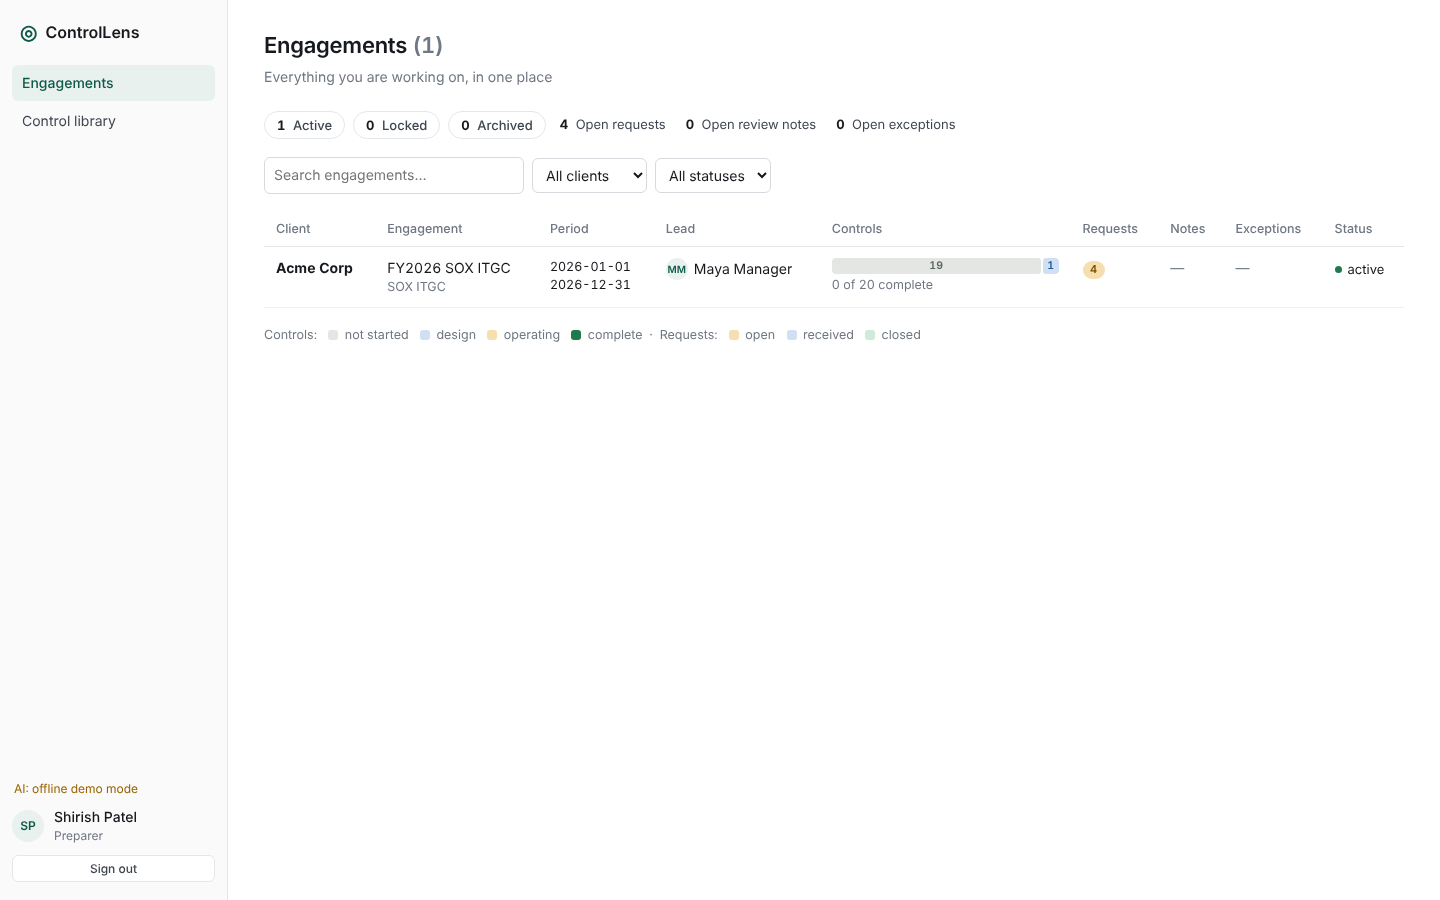 ControlLens
Engagements
Control library
Engagements (1)
Everything you are working on, in one place
1 Active 0 Locked 0 Archived 4 Open requests 0 Open review notes 0 Open exceptions
Search engagements... All clients All statuses
Client Engagement Period Lead Controls Requests Notes Exceptions Status
Acme Corp FY2026 SOX ITGC 2026-01-01 MM Maya Manager 19 1 4 — — active
SOX ITGC 2026-12-31 0 of 20 complete
Controls: not started design operating complete · Requests: open received closed
AI: offline demo mode
SP Shirish Patel
Preparer
Sign out